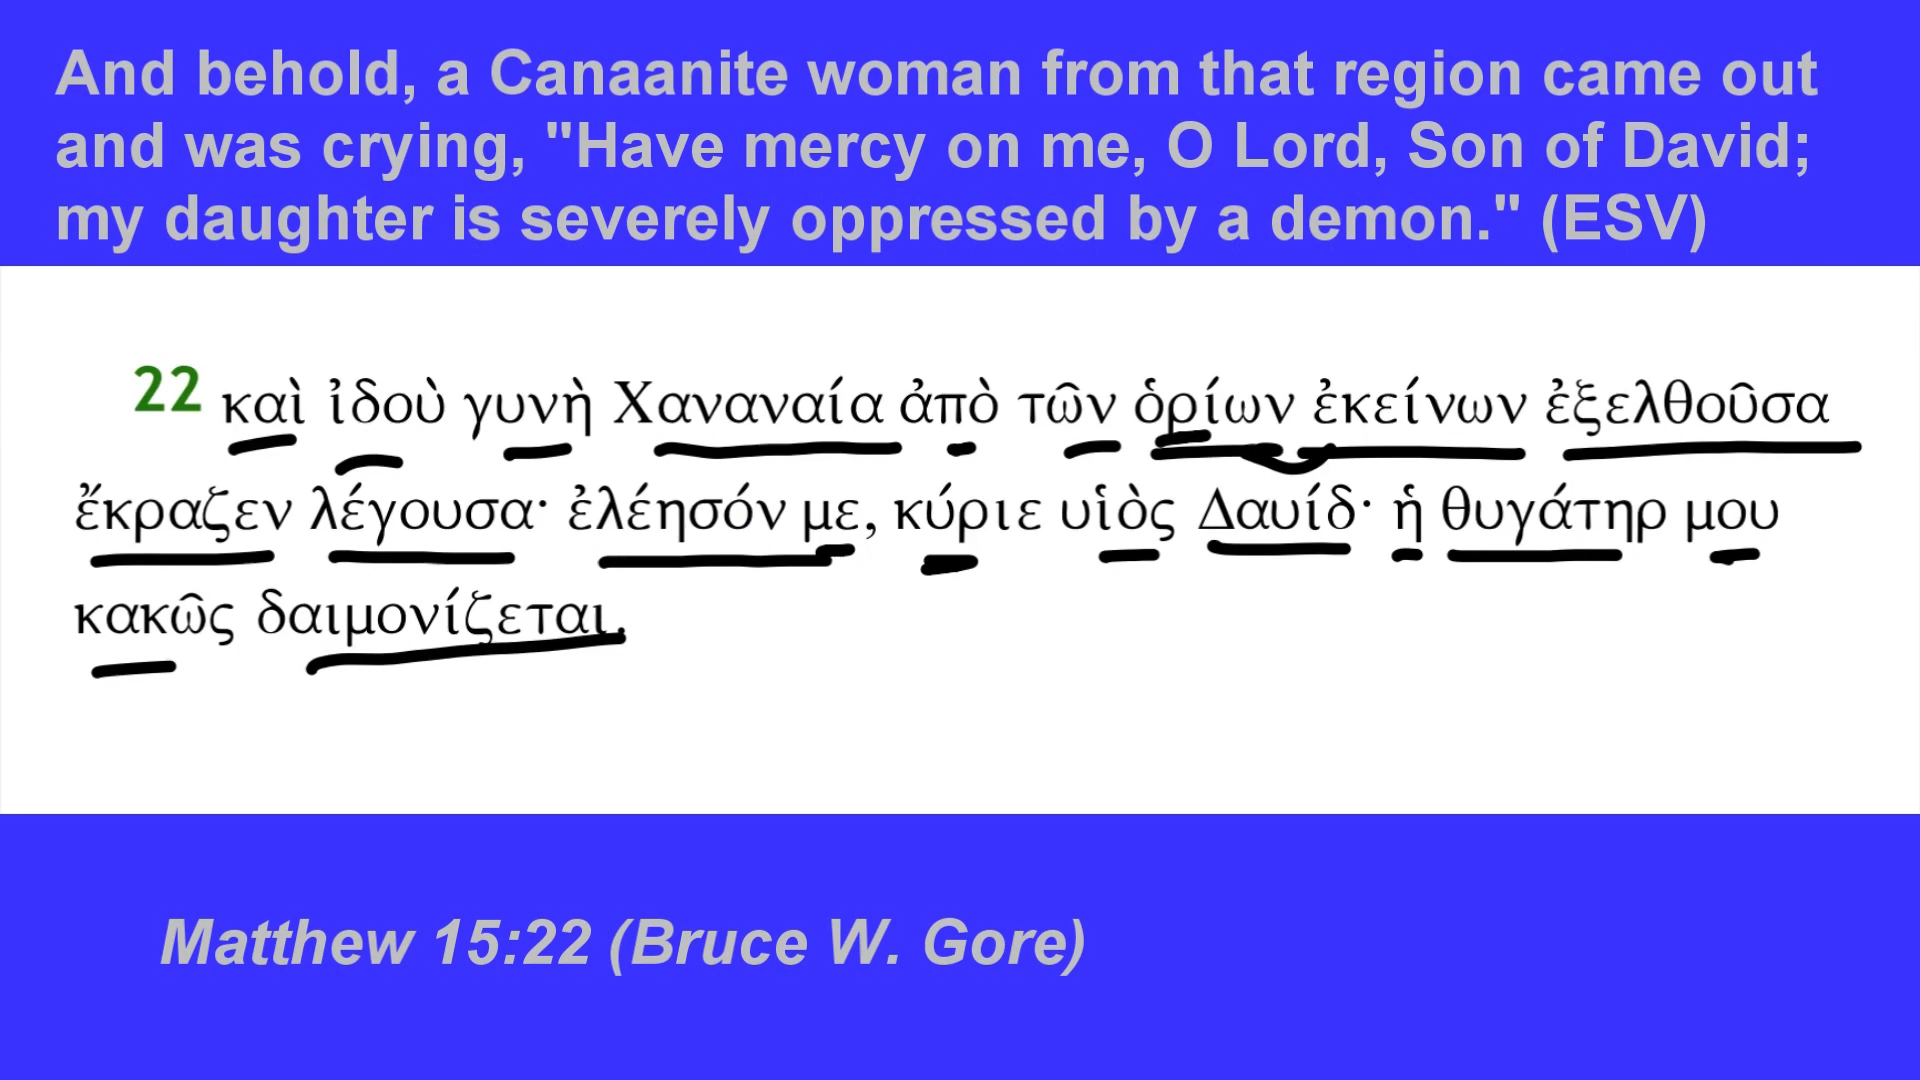 And behold, a Canaanite woman from that region came out
and was crying, "Have mercy on me, O Lord, Son of David;
my daughter is severely oppressed by a demon." (ESV)
22 καὶ ἰδοὺ γυνὴ Χαναναία ἀπὸ τῶν ὁρίων ἐκείνων ἐξελθοῦσα
ἔκραζεν λέγουσα· ἐλέησόν με, κύριε υἱὸς Δαυίδ· ἡ θυγάτηρ μου
κακῶς δαιμονίζεται.
Matthew 15:22 (Bruce W. Gore)